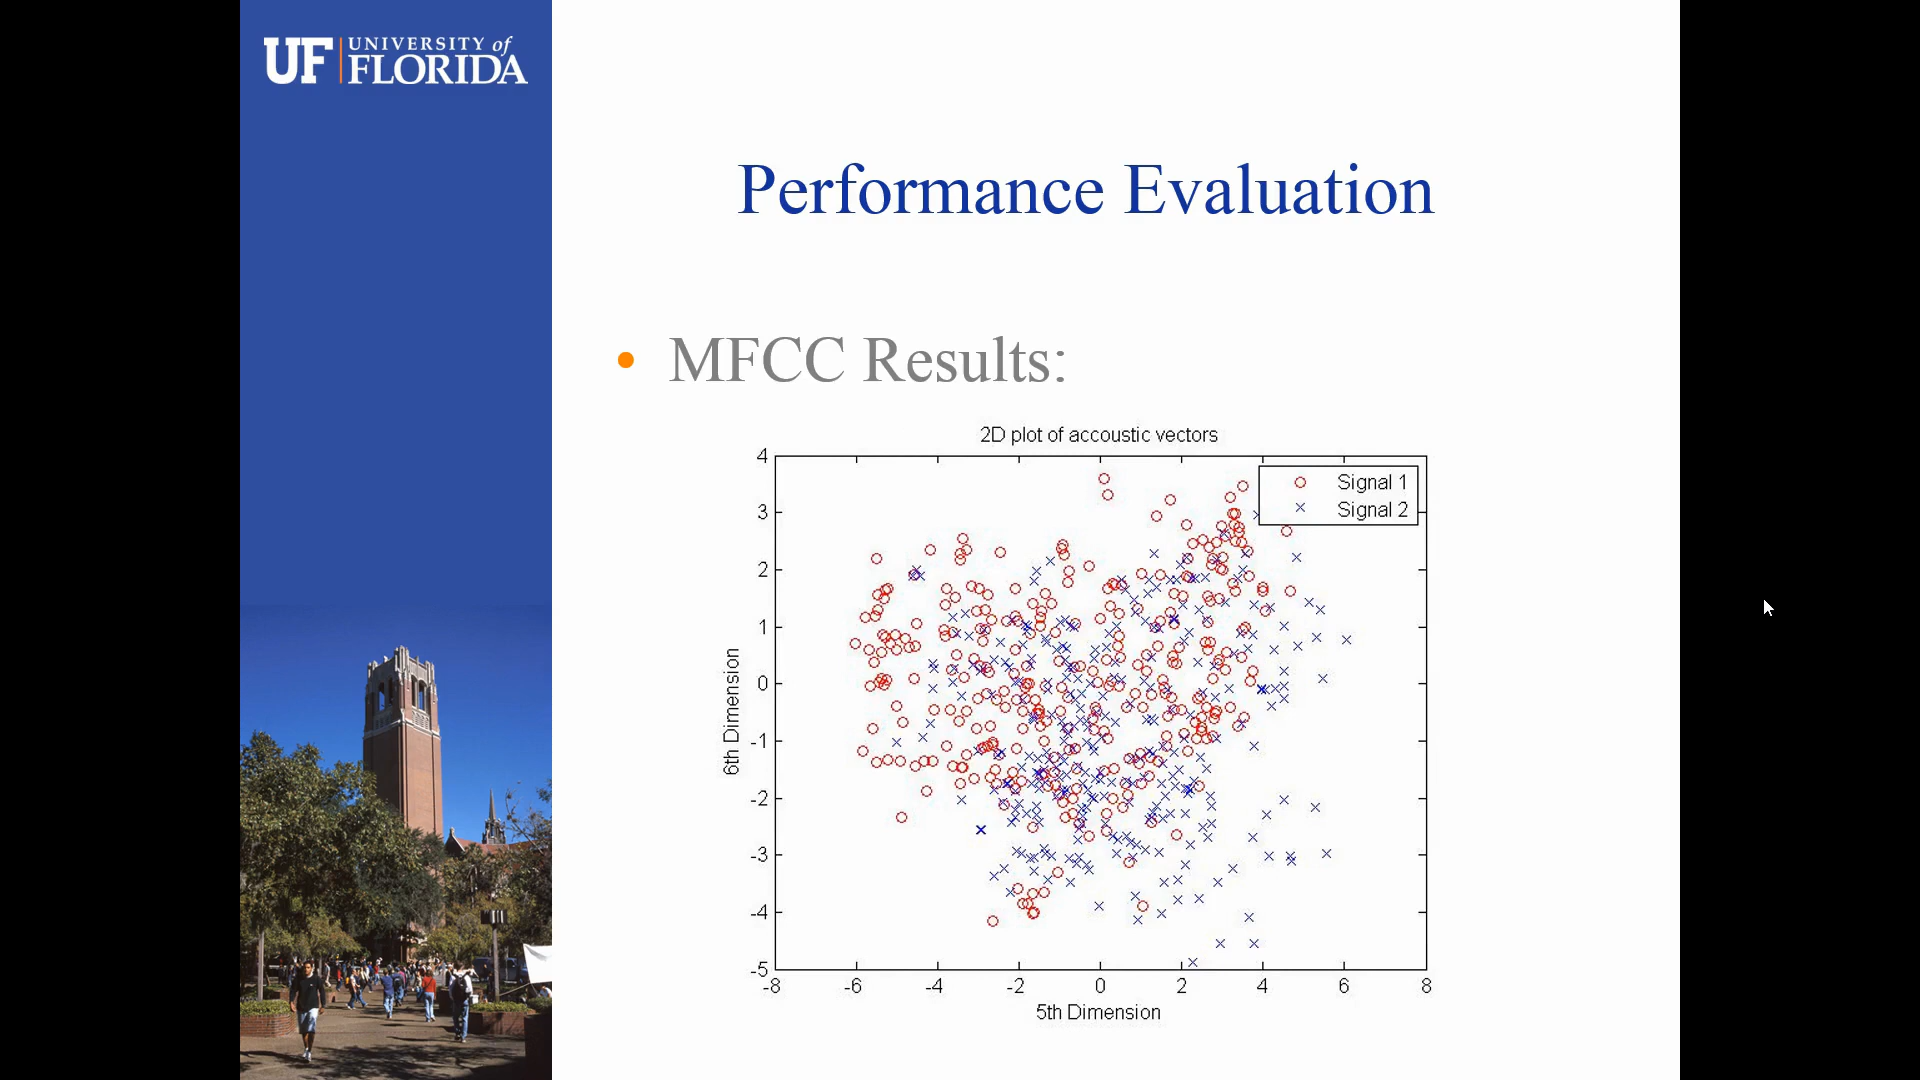 UF UNIVERSITY of
FLORIDA
Performance Evaluation
• MFCC Results:
2D plot of accoustic vectors
4
3
2
1
0
-1
-2
-3
-4
-5
6th Dimension
Signal 1
Signal 2
-8 -6 -4 -2 0 2 4 6 8
5th Dimension